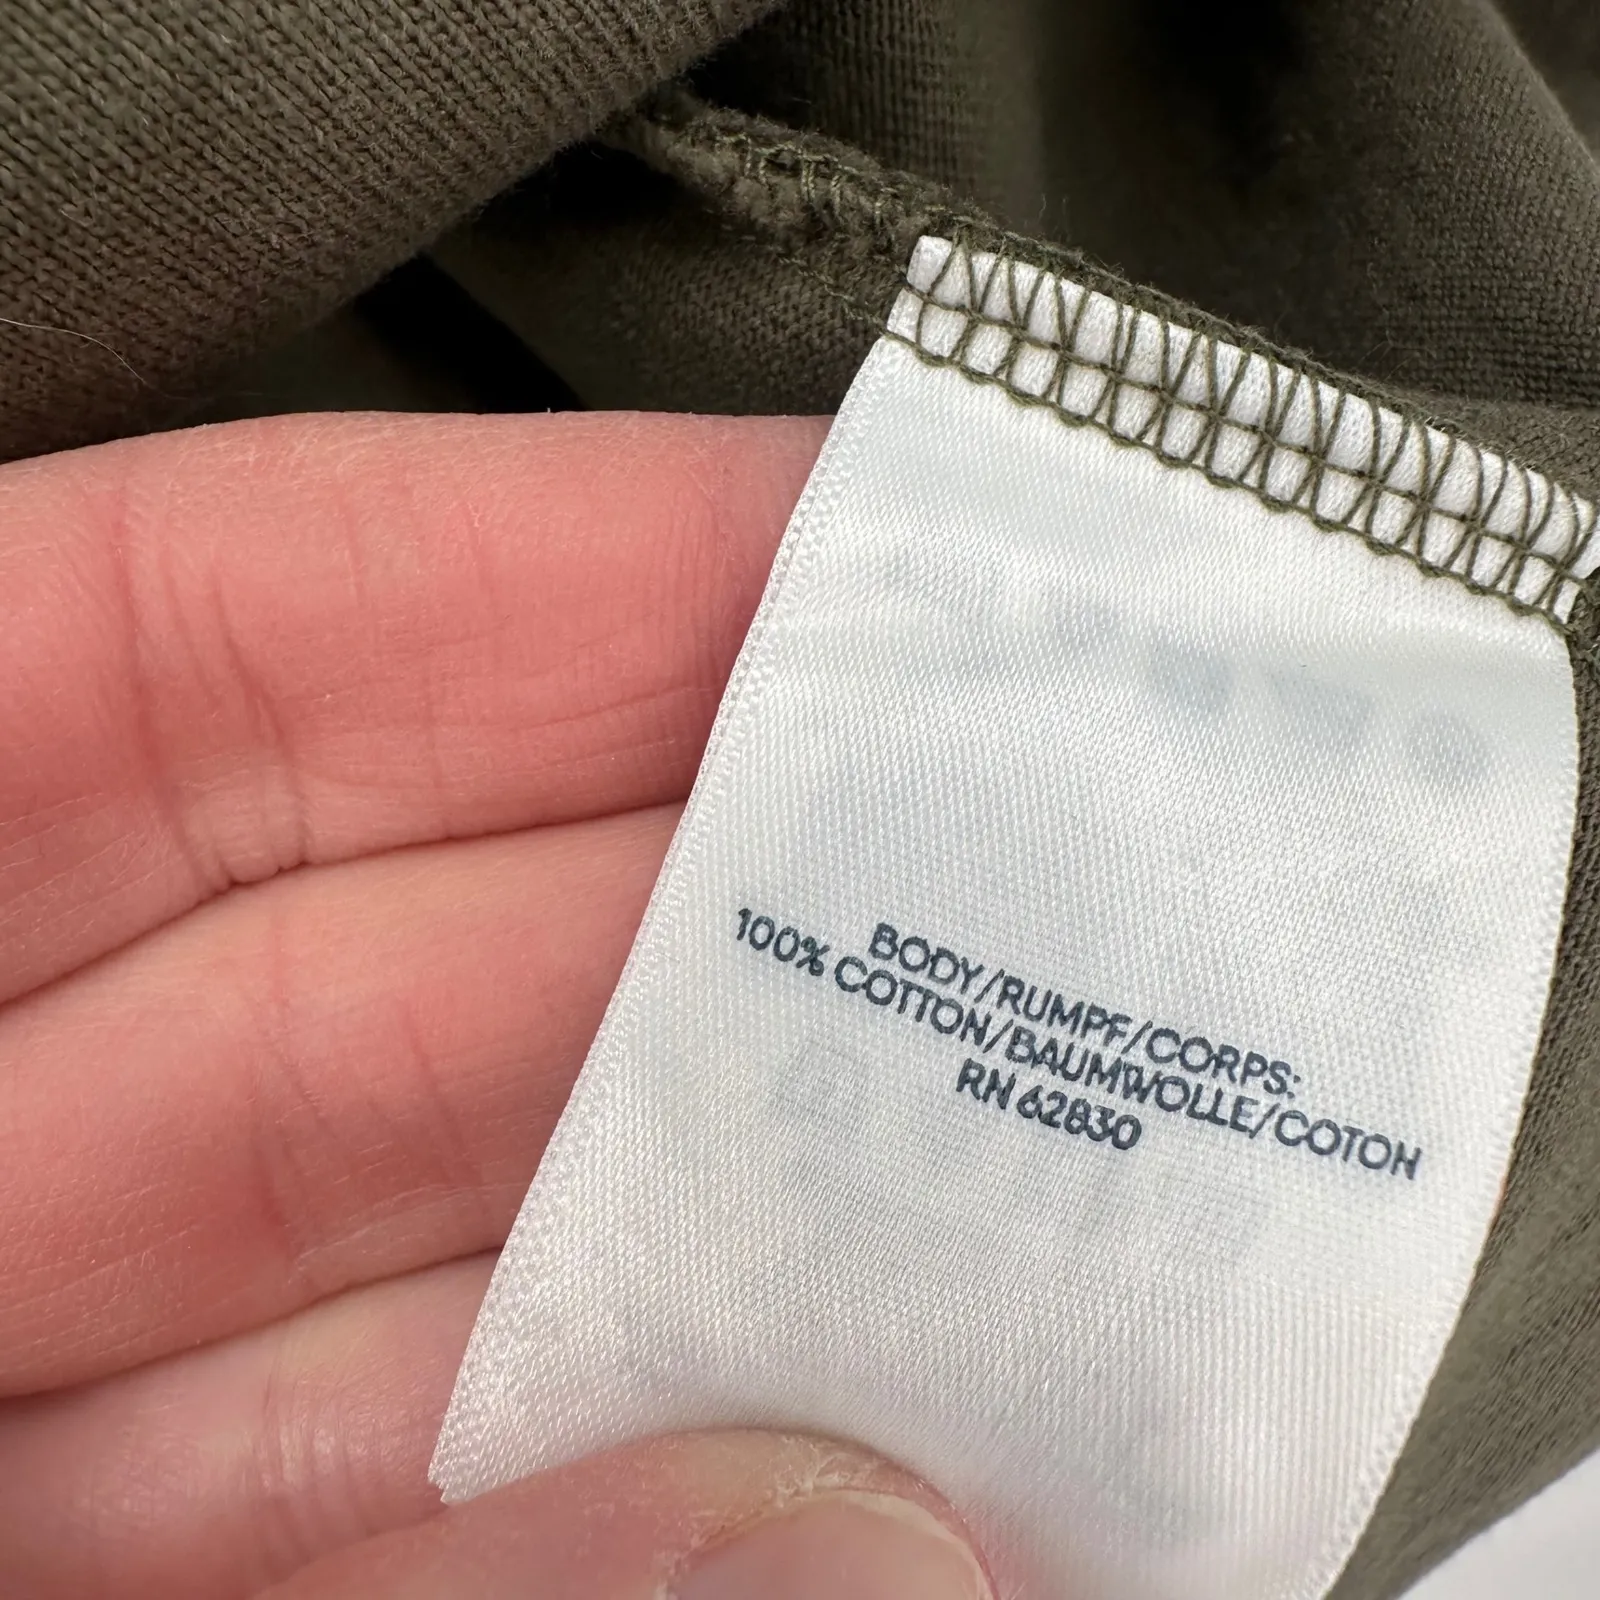 BODY/RUMPF/CORPS:
100% COTTON/BAUMWOLLE/COTON
RN 62830